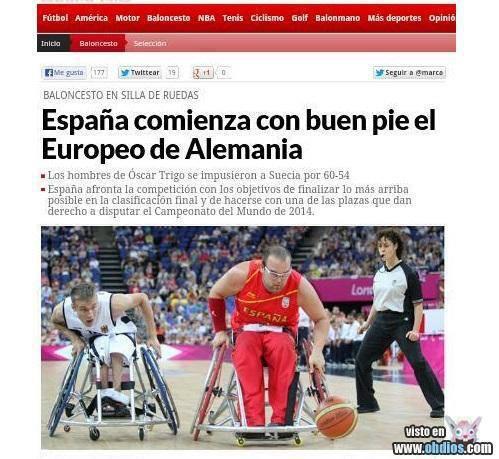 Fútbol América Motor Baloncesto NBA Tenis Ciclismo Golf Balonmano Más deportes Opinió
Inicio Baloncesto Selección
Me gusta 177 Twittear 19 +1 0 Seguir a @marca
BALONCESTO EN SILLA DE RUEDAS
España comienza con buen pie el
Europeo de Alemania
Los hombres de Óscar Trigo se impusieron a Suecia por 60-54
España afronta la competición con los objetivos de finalizar lo más arriba
posible en la clasificación final y de hacerse con una de las plazas que dan
derecho a disputar el Campeonato del Mundo de 2014.
ESPAÑA
visto en
www.obdios.com